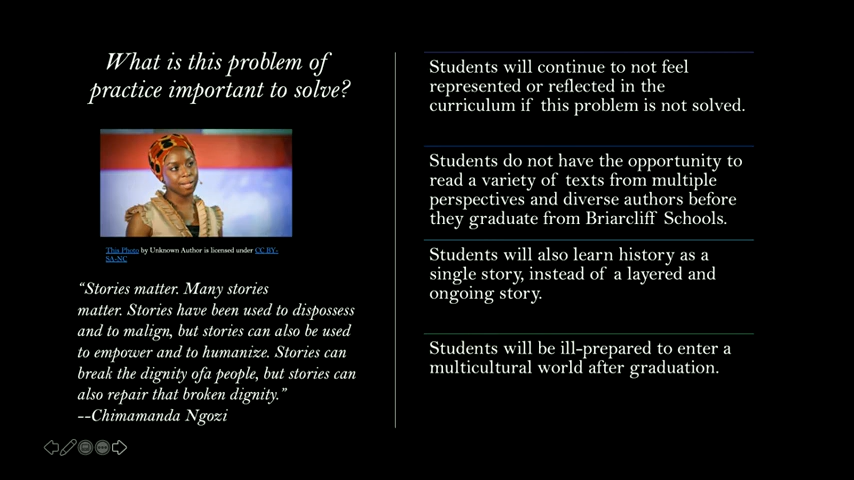 What is this problem of
practice important to solve?
This Photo by Unknown Author is licensed under CC BY-
SA-NC
“Stories matter. Many stories
matter. Stories have been used to dispossess
and to malign, but stories can also be used
to empower and to humanize. Stories can
break the dignity ofa people, but stories can
also repair that broken dignity.”
--Chimamanda Ngozi
Students will continue to not feel
represented or reflected in the
curriculum if this problem is not solved.
Students do not have the opportunity to
read a variety of texts from multiple
perspectives and diverse authors before
they graduate from Briarcliff Schools.
Students will also learn history as a
single story, instead of a layered and
ongoing story.
Students will be ill-prepared to enter a
multicultural world after graduation.